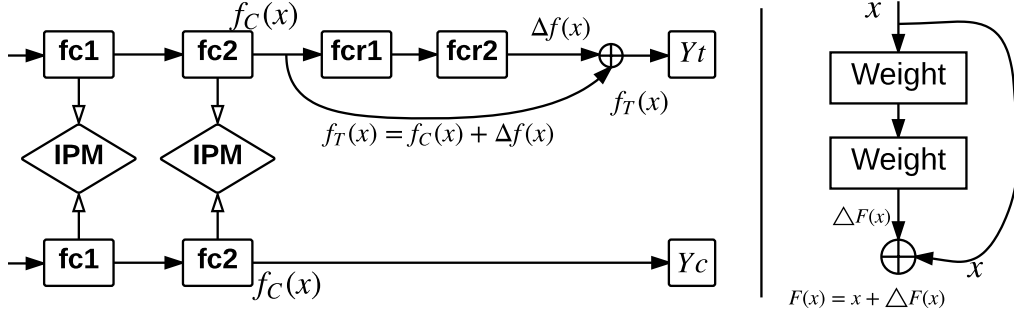 f_C(x)
fc1
fc2
fcr1
fcr2
Δf(x)
Yt
f_T(x)
f_T(x) = f_C(x) + Δf(x)
IPM
IPM
fc1
fc2
f_C(x)
Yc
x
Weight
Weight
△F(x)
x
F(x) = x + △F(x)